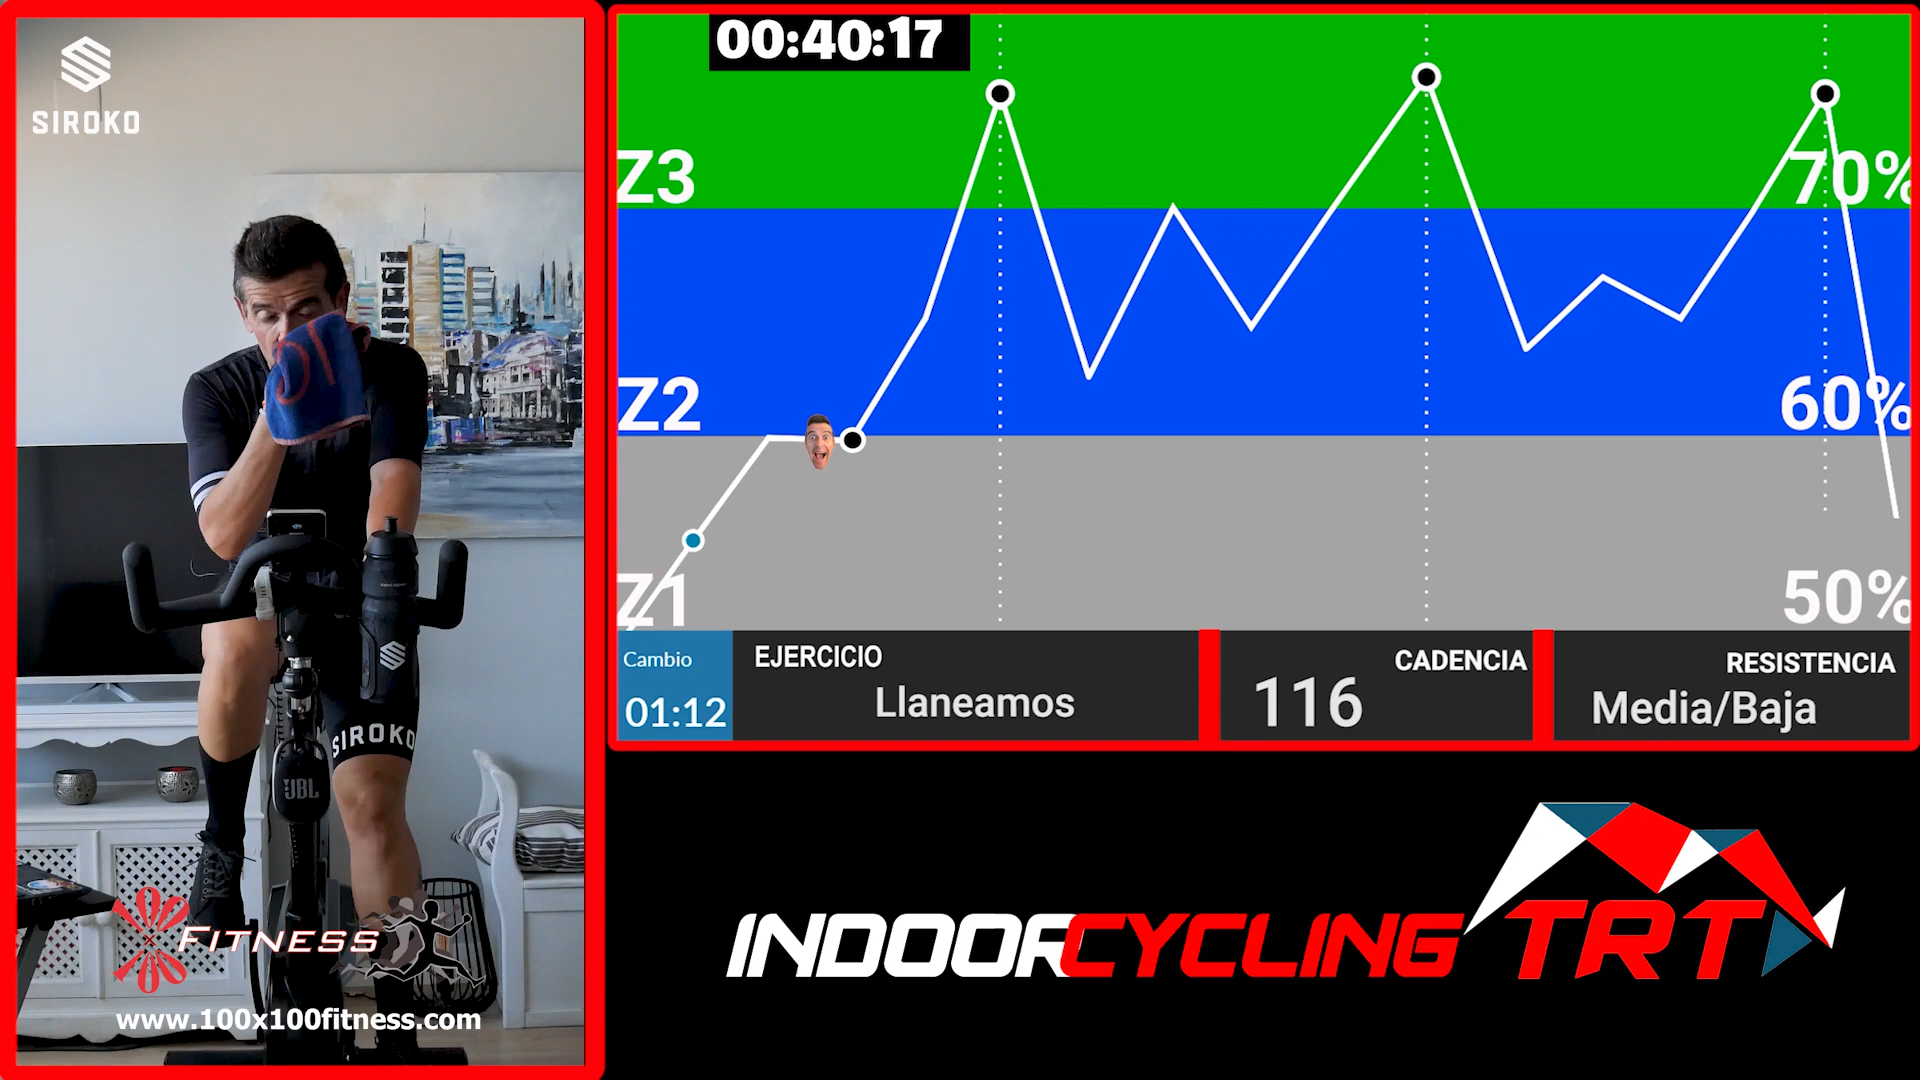 SIROKO
00:40:17
Z3
70%
Z2
60%
Z1
50%
Cambio
01:12
EJERCICIO
Llaneamos
CADENCIA
116
RESISTENCIA
Media/Baja
SIROKO
JBL
FITNESS
www.100x100fitness.com
INDOORCYCLING TRT